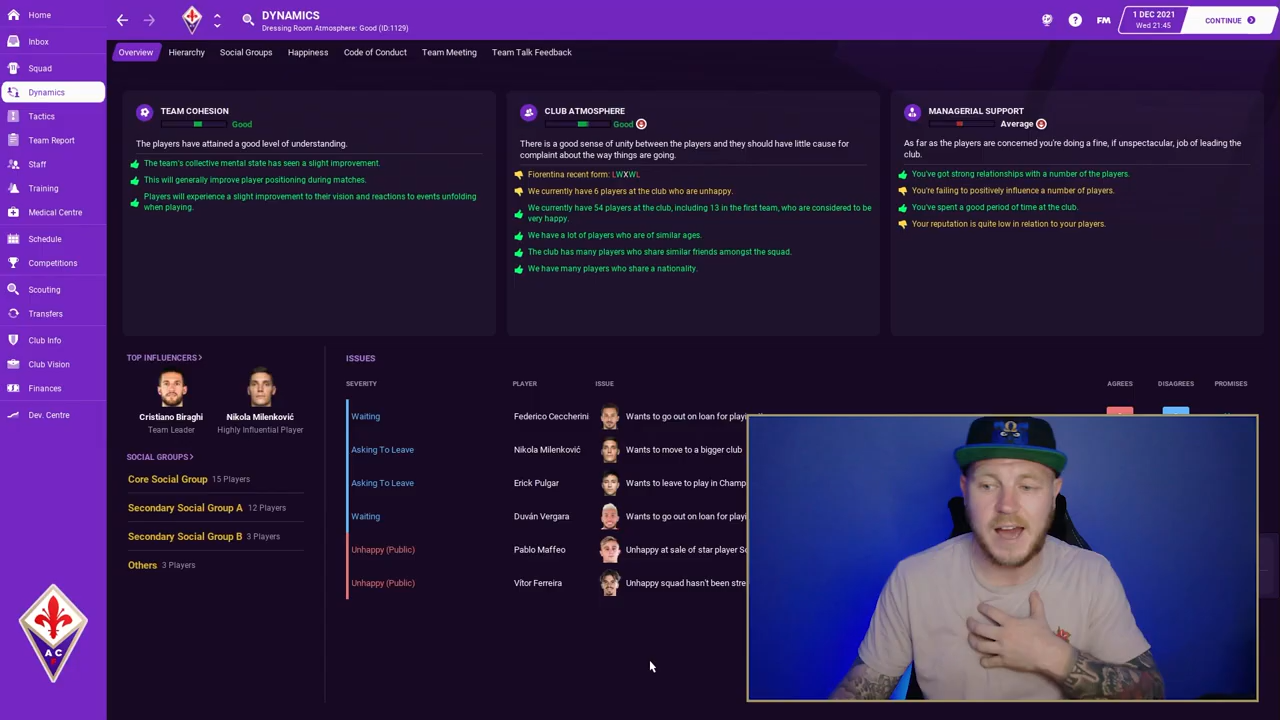 Home
Inbox
Squad
Dynamics
Tactics
Team Report
Staff
Training
Medical Centre
Schedule
Competitions
Scouting
Transfers
Club Info
Club Vision
Finances
Dev. Centre
DYNAMICS
Dressing Room Atmosphere: Good (ID:1129)
FM
1 DEC 2021
Wed 21:45
CONTINUE
Overview Hierarchy Social Groups Happiness Code of Conduct Team Meeting Team Talk Feedback
TEAM COHESION
Good
The players have attained a good level of understanding.
The team's collective mental state has seen a slight improvement.
This will generally improve player positioning during matches.
Players will experience a slight improvement to their vision and reactions to events unfolding
when playing.
CLUB ATMOSPHERE
Good
There is a good sense of unity between the players and they should have little cause for
complaint about the way things are going.
Fiorentina recent form: LWXWL
We currently have 6 players at the club who are unhappy.
We currently have 54 players at the club, including 13 in the first team, who are considered to be
very happy.
We have a lot of players who are of similar ages.
The club has many players who share similar friends amongst the squad.
We have many players who share a nationality.
MANAGERIAL SUPPORT
Average
As far as the players are concerned you're doing a fine, if unspectacular, job of leading the
club.
You've got strong relationships with a number of the players.
You're failing to positively influence a number of players.
You've spent a good period of time at the club.
Your reputation is quite low in relation to your players.
TOP INFLUENCERS
Cristiano Biraghi
Team Leader
Nikola Milenković
Highly Influential Player
SOCIAL GROUPS
Core Social Group 15 Players
Secondary Social Group A 12 Players
Secondary Social Group B 3 Players
Others 3 Players
ISSUES
SEVERITY PLAYER ISSUE AGREES DISAGREES PROMISES
Waiting Federico Ceccherini Wants to go out on loan for
Asking To Leave Nikola Milenković Wants to move to a bigger club
Asking To Leave Erick Pulgar Wants to leave to play in
Waiting Duván Vergara Wants to go out on loan for
Unhappy (Public) Pablo Maffeo Unhappy at sale of star player
Unhappy (Public) Vítor Ferreira Unhappy squad hasn't been
AC
F